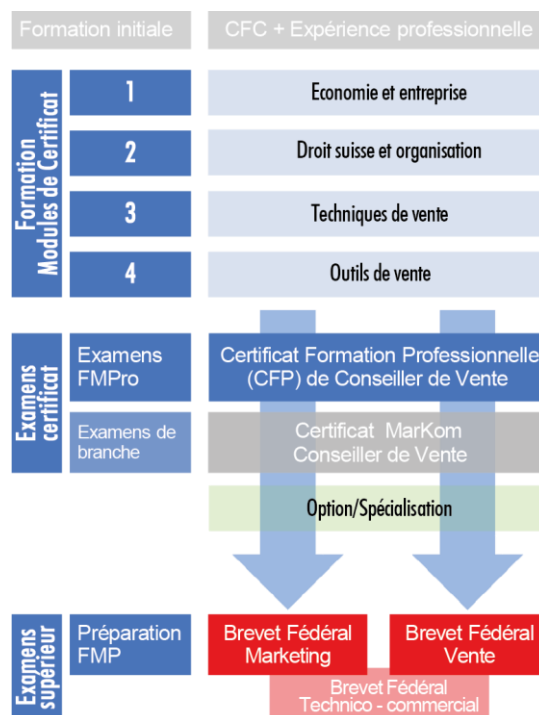 Formation initiale
CFC + Expérience professionnelle
Formation
Modules de Certificat
1
Economie et entreprise
2
Droit suisse et organisation
3
Techniques de vente
4
Outils de vente
Examens
certificat
Examens
FMPro
Certificat Formation Professionnelle
(CFP) de Conseiller de Vente
Examens de
branche
Certificat MarKom
Conseiller de Vente
Option/Spécialisation
Examens
supérieur
Préparation
FMP
Brevet Fédéral
Marketing
Brevet Fédéral
Vente
Brevet Fédéral
Technico - commercial